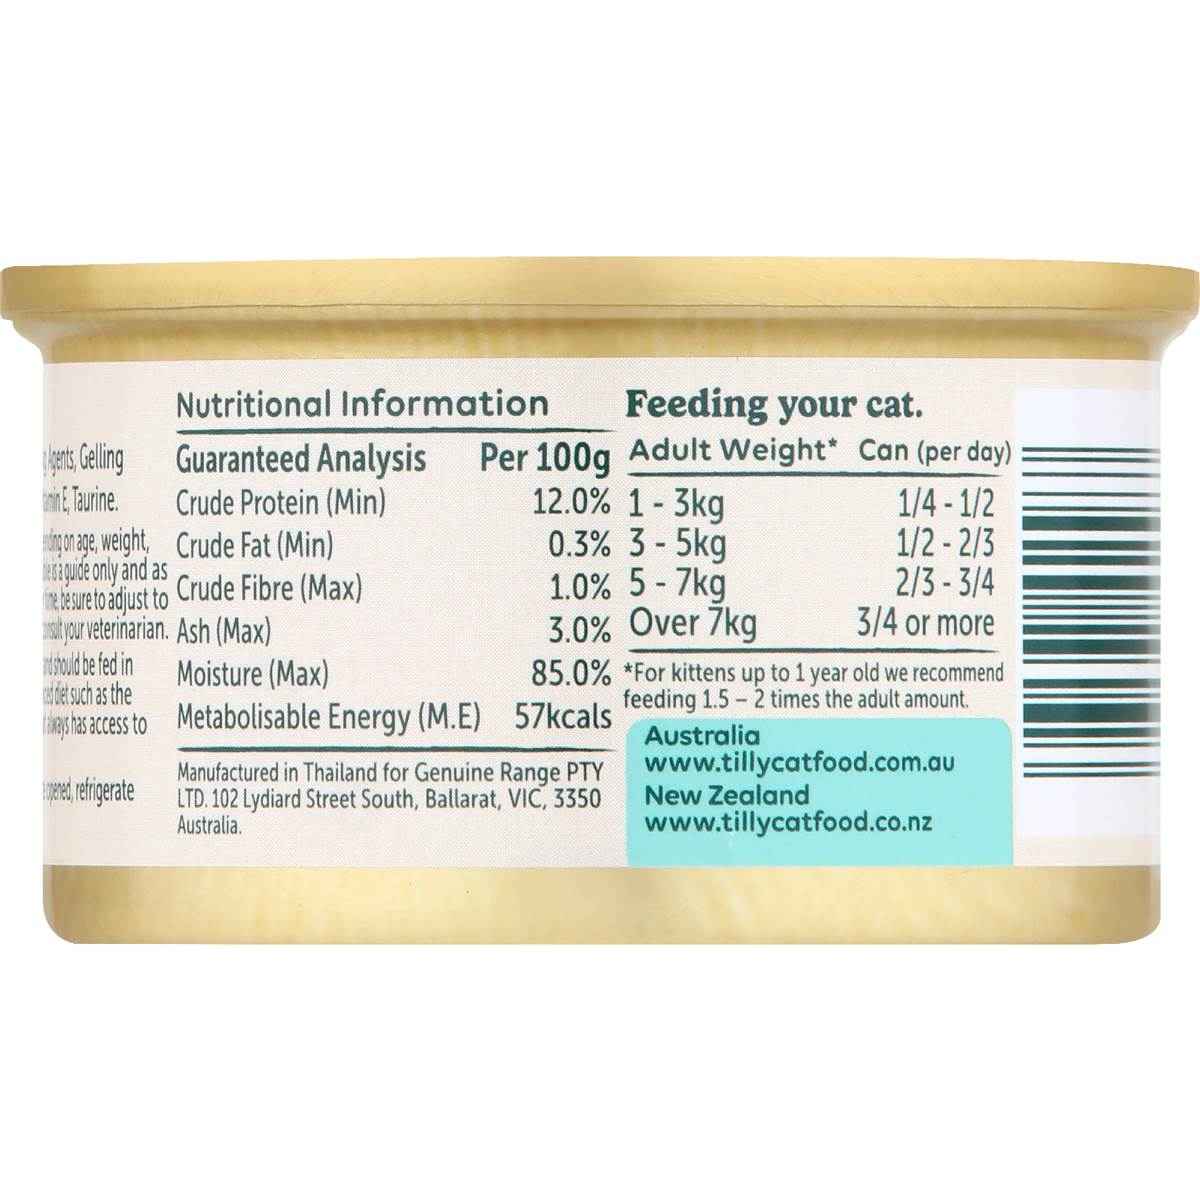 Agents, Gelling
E, Taurine.
on age, weight,
is a guide only and as
time, be sure to adjust to
your veterinarian.
and should be fed in
diet such as the
always has access to
opened, refrigerate
Nutritional Information
Guaranteed Analysis Per 100g
Crude Protein (Min) 12.0%
Crude Fat (Min) 0.3%
Crude Fibre (Max) 1.0%
Ash (Max) 3.0%
Moisture (Max) 85.0%
Metabolisable Energy (M.E) 57kcals
Manufactured in Thailand for Genuine Range PTY
LTD. 102 Lydiard Street South, Ballarat, VIC, 3350
Australia.
Feeding your cat.
Adult Weight* Can (per day)
1 - 3kg 1/4 - 1/2
3 - 5kg 1/2 - 2/3
5 - 7kg 2/3 - 3/4
Over 7kg 3/4 or more
*For kittens up to 1 year old we recommend
feeding 1.5 – 2 times the adult amount.
Australia
www.tillycatfood.com.au
New Zealand
www.tillycatfood.co.nz